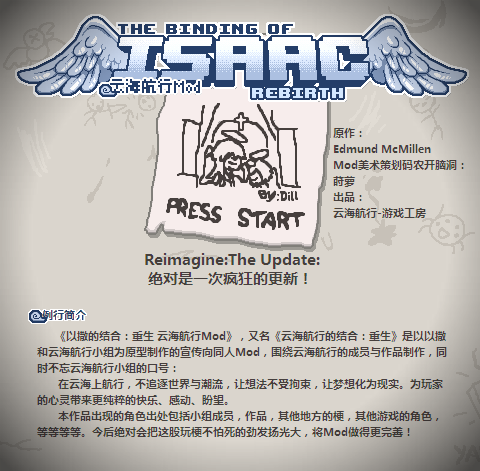 THE BINDING OF
ISAAC
云海航行Mod
REBIRTH
By:Dill
PRESS START
原作：
Edmund McMillen
Mod美术策划码农开脑洞：
莳萝
出品：
云海航行-游戏工房
Reimagine:The Update:
绝对是一次疯狂的更新！
例行简介
《以撒的结合：重生 云海航行Mod》，又名《云海航行的结合：重生》是以以撒
和云海航行小组为原型制作的宣传向同人Mod，围绕云海航行的成员与作品制作，同
时不忘云海航行小组的口号：
在云海上航行，不追逐世界与潮流，让想法不受拘束，让梦想化为现实。为玩家
的心灵带来更纯粹的快乐、感动、盼望。
本作品出现的角色出处包括小组成员，作品，其他地方的梗，其他游戏的角色，
等等等等。今后绝对会把这股玩梗不怕死的劲发扬光大，将Mod做得更完善！